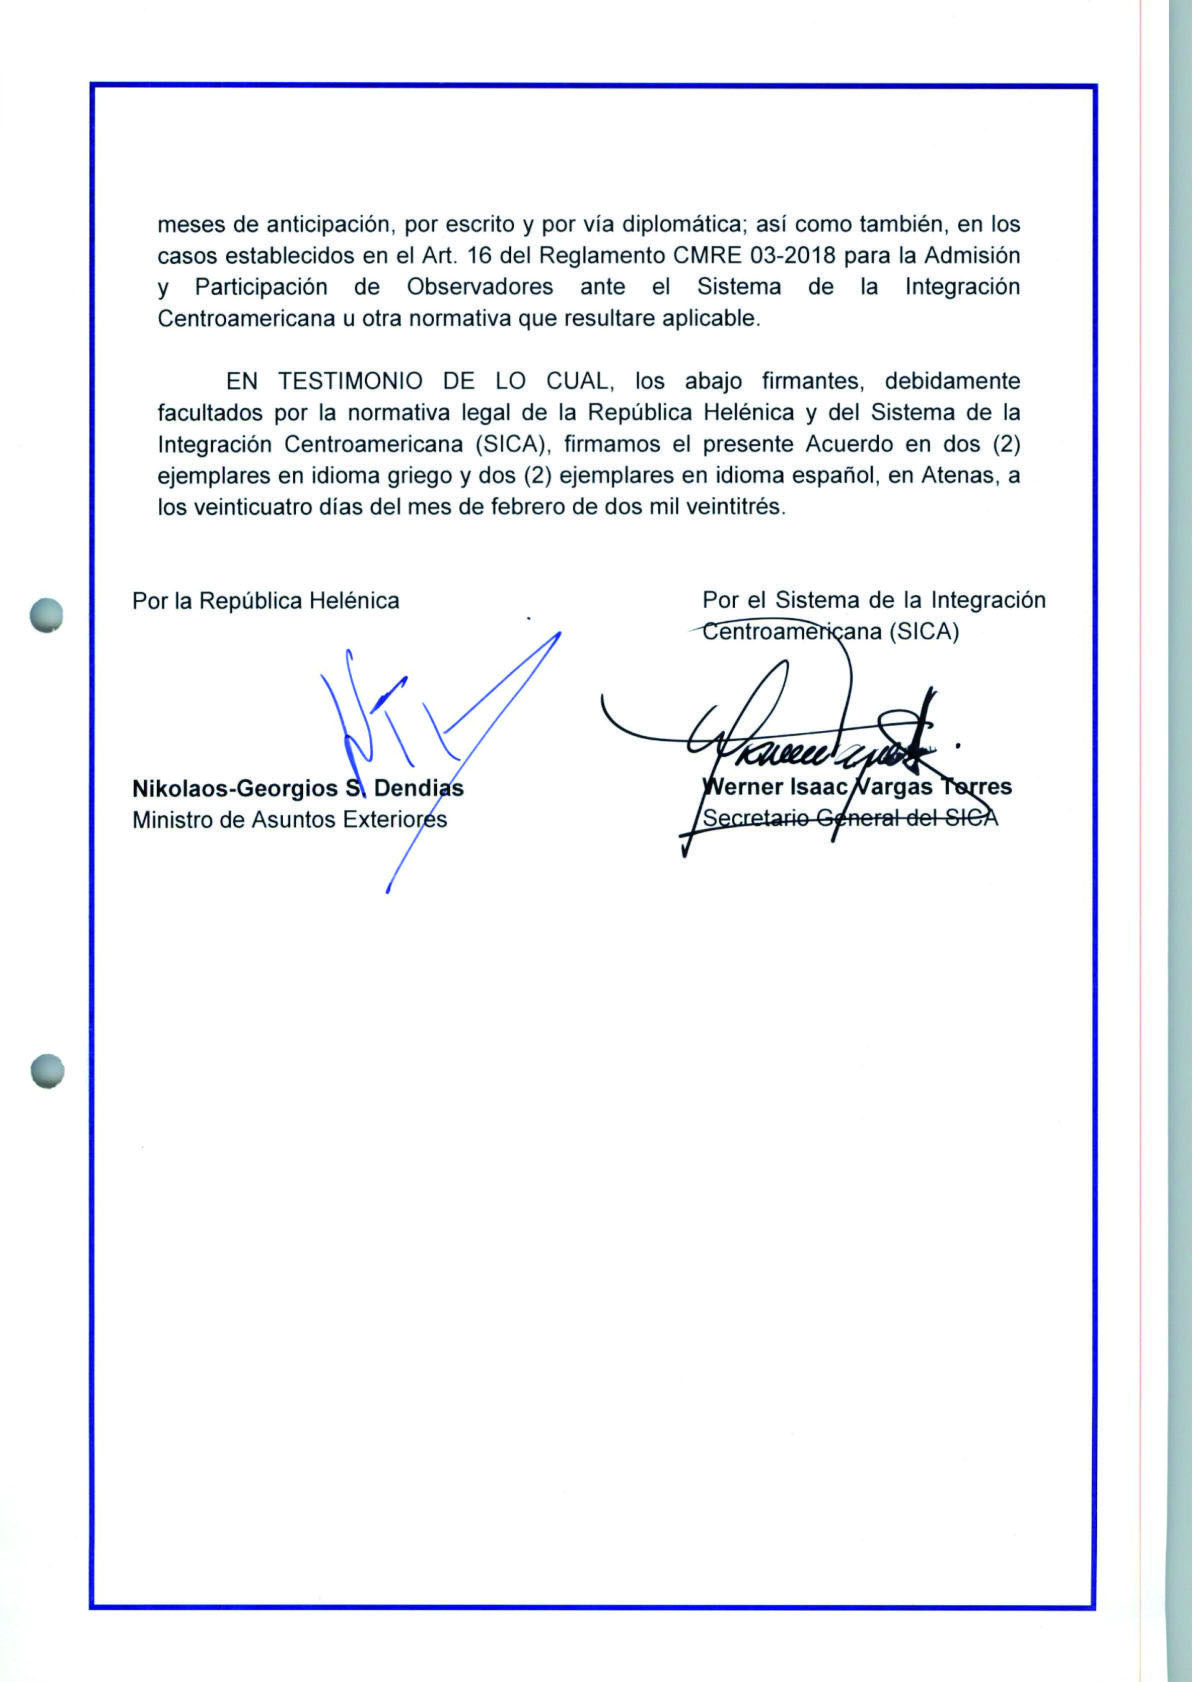 meses de anticipación, por escrito y por vía diplomática; así como también, en los
casos establecidos en el Art. 16 del Reglamento CMRE 03-2018 para la Admisión
y Participación de Observadores ante el Sistema de la Integración
Centroamericana u otra normativa que resultare aplicable.
EN TESTIMONIO DE LO CUAL, los abajo firmantes, debidamente
facultados por la normativa legal de la República Helénica y del Sistema de la
Integración Centroamericana (SICA), firmamos el presente Acuerdo en dos (2)
ejemplares en idioma griego y dos (2) ejemplares en idioma español, en Atenas, a
los veinticuatro días del mes de febrero de dos mil veintitrés.
Por la República Helénica
Nikolaos-Georgios S. Dendias
Ministro de Asuntos Exteriores
Por el Sistema de la Integración
Centroamericana (SICA)
Werner Isaac Vargas Torres
Secretario General del SICA